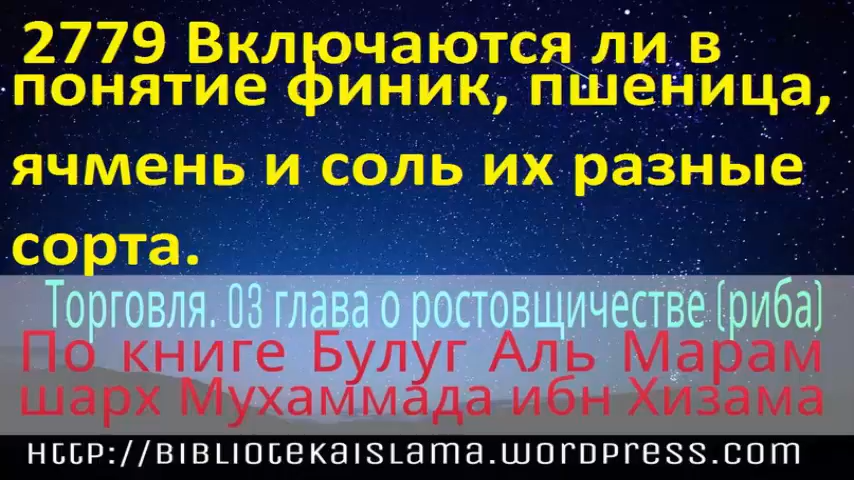 2779 Включаются ли в
понятие финик, пшеница,
ячмень и соль их разные
сорта.
Торговля. 03 глава о ростовщичестве (риба)
По книге Булуг Аль Марам
шарх Мухаммада ибн Хизама
HTTP://BIBLIOTEKAISLAMA.WORDPRESS.COM